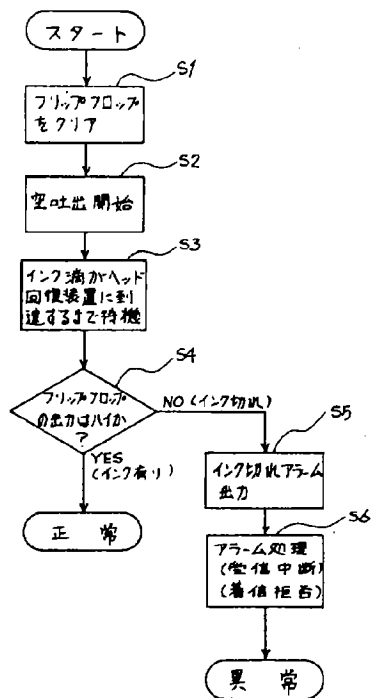 スタート
S1
フリップフロップ
をクリア
S2
空吐出開始
S3
インク滴がヘッド
回復装置に到
達するまで待機
S4
フリップフロップ
の出力はハイか
?
NO(インク切れ)
YES
(インク有り)
正常
S5
インク切れアラーム
出力
S6
アラーム処理
(受信中断)
(着信拒否)
異常